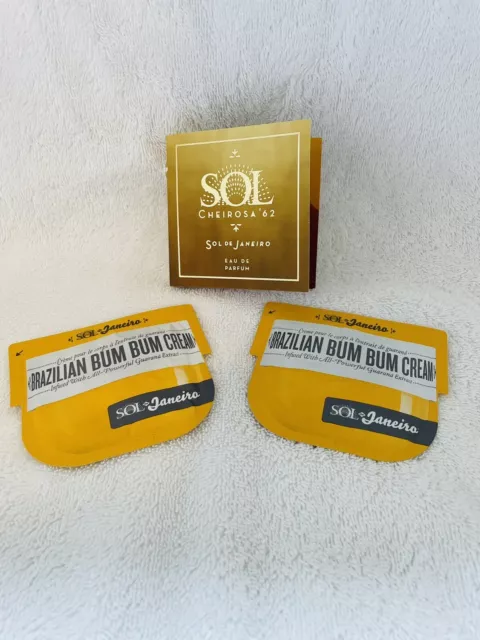 SOL
CHEIROSA '62
SOL DE JANEIRO
EAU DE
PARFUM
SOL DE Janeiro
Crème pour le corps à l'extrait de guaraná
BRAZILIAN BUM BUM CREAM
Infused With All-Powerful Guaraná Extract
SOL DE Janeiro
SOL DE Janeiro
Crème pour le corps à l'extrait de guaraná
BRAZILIAN BUM BUM CREAM
Infused With All-Powerful Guaraná Extract
SOL DE Janeiro